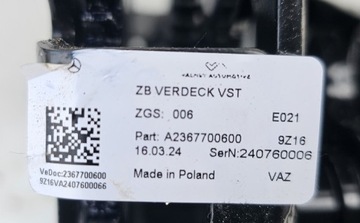 VALMET AUTOMOTIVE
ZB VERDECK VST
ZGS: 006 E021
Part: A2367700600 9Z16
16.03.24 SerN:240760006
VeDoc:2367700600
9Z16VA2407600066
Made in Poland VAZ